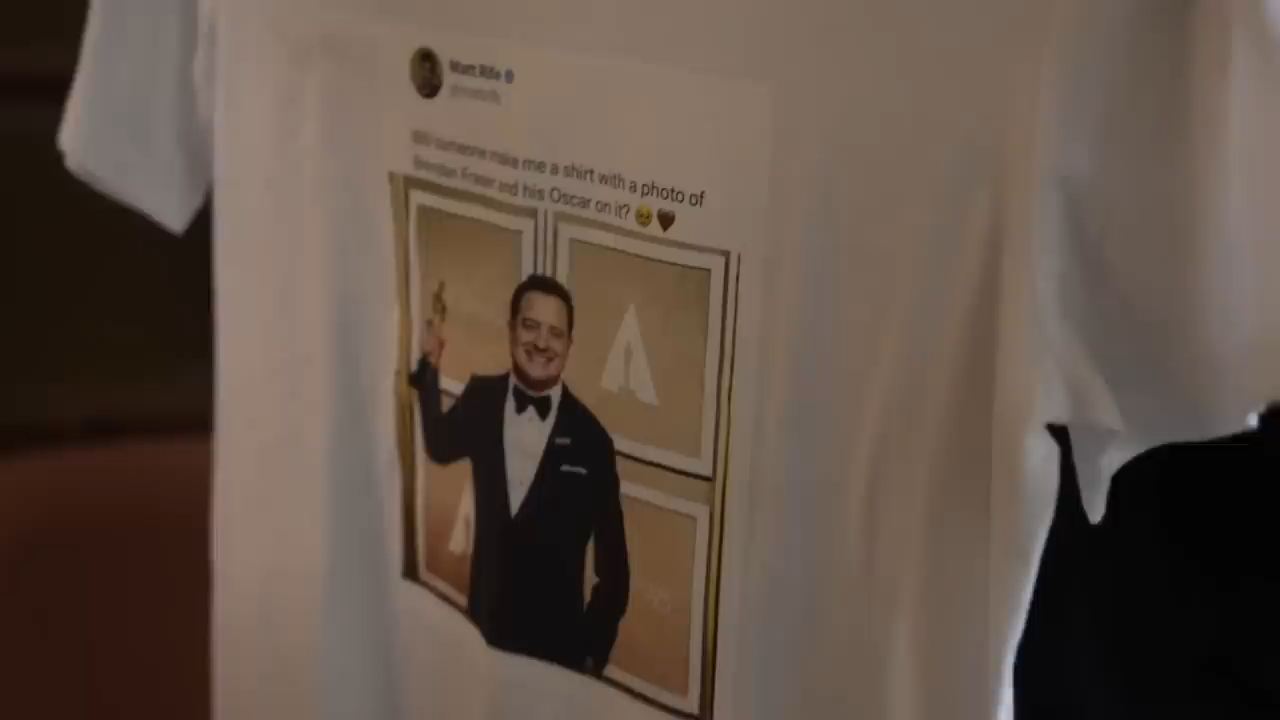 Matt Rife
Will someone make me a shirt with a photo of
Brendan Fraser and his Oscar on it? 🥹🖤